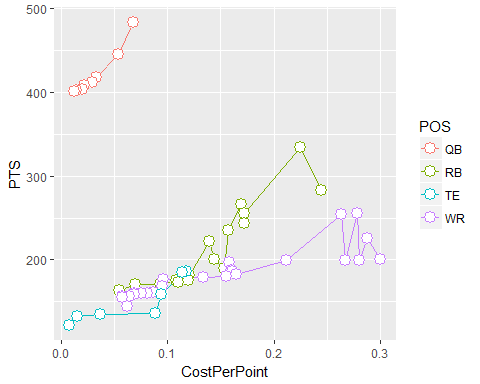 500
400
300
200
PTS
0.0
0.1
0.2
0.3
CostPerPoint
POS
QB
RB
TE
WR